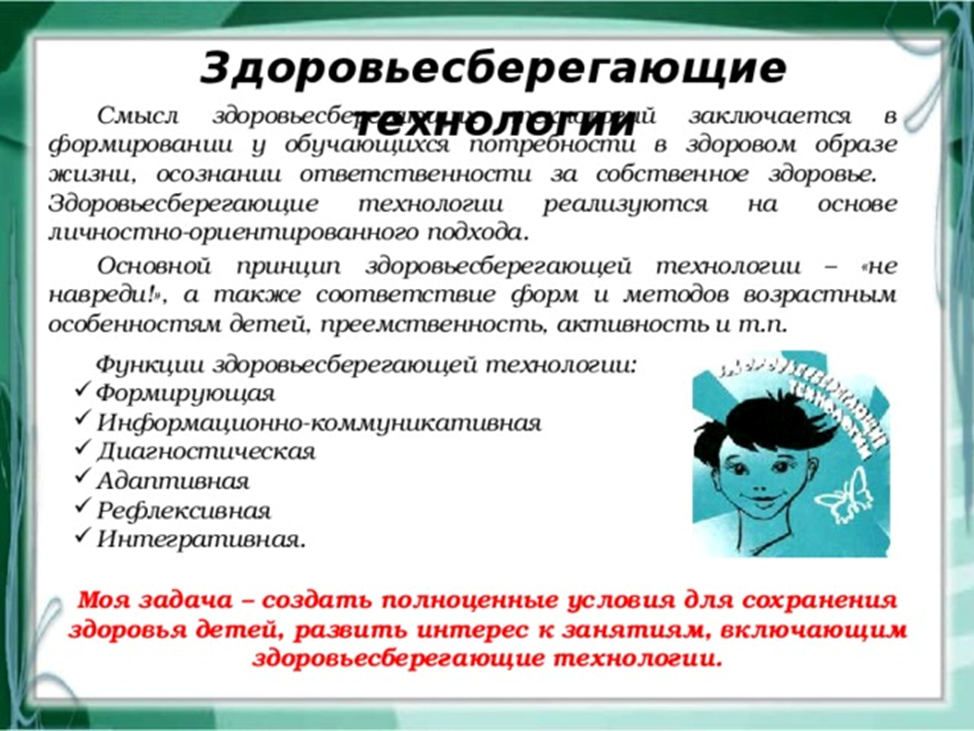 Здоровьесберегающие
технологии
Смысл здоровьесберегающих технологий заключается в
формировании у обучающихся потребности в здоровом образе
жизни, осознании ответственности за собственное здоровье.
Здоровьесберегающие технологии реализуются на основе
личностно-ориентированного подхода.
Основной принцип здоровьесберегающей технологии – «не
навреди!», а также соответствие форм и методов возрастным
особенностям детей, преемственность, активность и т.п.
Функции здоровьесберегающей технологии:
✓ Формирующая
✓ Информационно-коммуникативная
✓ Диагностическая
✓ Адаптивная
✓ Рефлексивная
✓ Интегративная.
ЗДОРОВЬЕСБЕРЕГАЮЩИЕ
ТЕХНОЛОГИИ
Моя задача – создать полноценные условия для сохранения
здоровья детей, развить интерес к занятиям, включающим
здоровьесберегающие технологии.